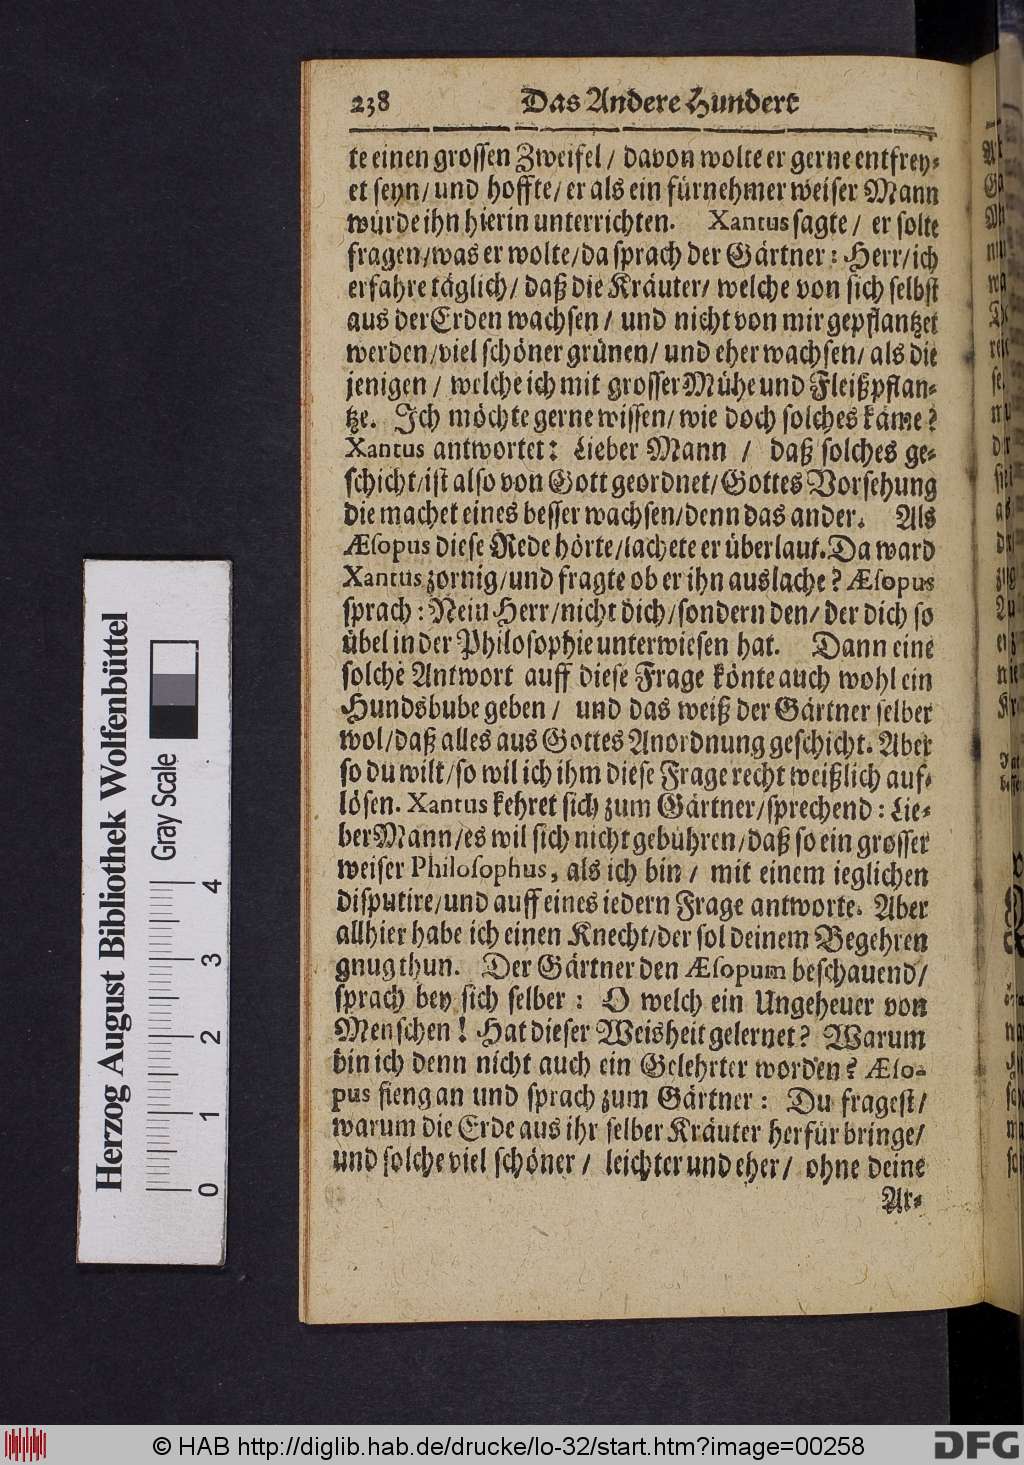 238 Das Andere Hundert
te einen grossen Zweifel / davon wolte er gerne entfrey⸗
et seyn / und hoffte / er als ein fürnehmer weiser Mann
würde ihn hierin unterrichten. Xantus sagte / er solte
fragen / was er wolte / da sprach der Gärtner : Herr / ich
erfahre täglich / daß die Kräuter / welche von sich selbst
aus der Erden wachsen / und nicht von mir gepflantzet
werden / viel schöner grünen / und eher wachsen / als die
jenigen / welche ich mit grosser Mühe und Fleiß pflan⸗
tze. Ich möchte gerne wissen / wie doch solches käme ?
Xantus antwortet : Lieber Mann / daß solches ge⸗
schicht / ist also von Gott geordnet / Gottes Vorsehung
die machet eines besser wachsen / denn das ander. Als
Æsopus diese Rede hörte / lachete er überlaut. Da ward
Xantus zornig / und fragte ob er ihn auslache ? Æsopus
sprach : Nein Herr / nicht dich / sondern den / der dich so
übel in der Philosophie unterwiesen hat. Dann eine
solche Antwort auff diese Frage könte auch wohl ein
Hundsbube geben / und das weiß der Gärtner selber
wol / daß alles aus Gottes Anordnung geschicht. Aber
so du wilt / so wil ich ihm diese Frage recht weißlich auf⸗
lösen. Xantus kehret sich zum Gärtner / sprechend : Lie⸗
ber Mann / es wil sich nicht gebühren / daß so ein grosser
weiser Philosophus, als ich bin / mit einem ieglichen
disputire / und auff eines iedern Frage antworte. Aber
allhier habe ich einen Knecht / der sol deinem Begehren
gnug thun. Der Gärtner den Æsopum beschauend /
sprach bey sich selber : O welch ein Ungeheuer von
Menschen ! Hat dieser Weisheit gelernet ? Warum
bin ich denn nicht auch ein Gelehrter worden ? Æso⸗
pus fieng an und sprach zum Gärtner : Du fragest /
warum die Erde aus ihr selber Kräuter herfür bringe /
und solche viel schöner / leichter und eher / ohne deine
Ar⸗
Herzog August Bibliothek Wolfenbüttel
Gray Scale
0 1 2 3 4
© HAB http://diglib.hab.de/drucke/lo-32/start.htm?image=00258
DFG